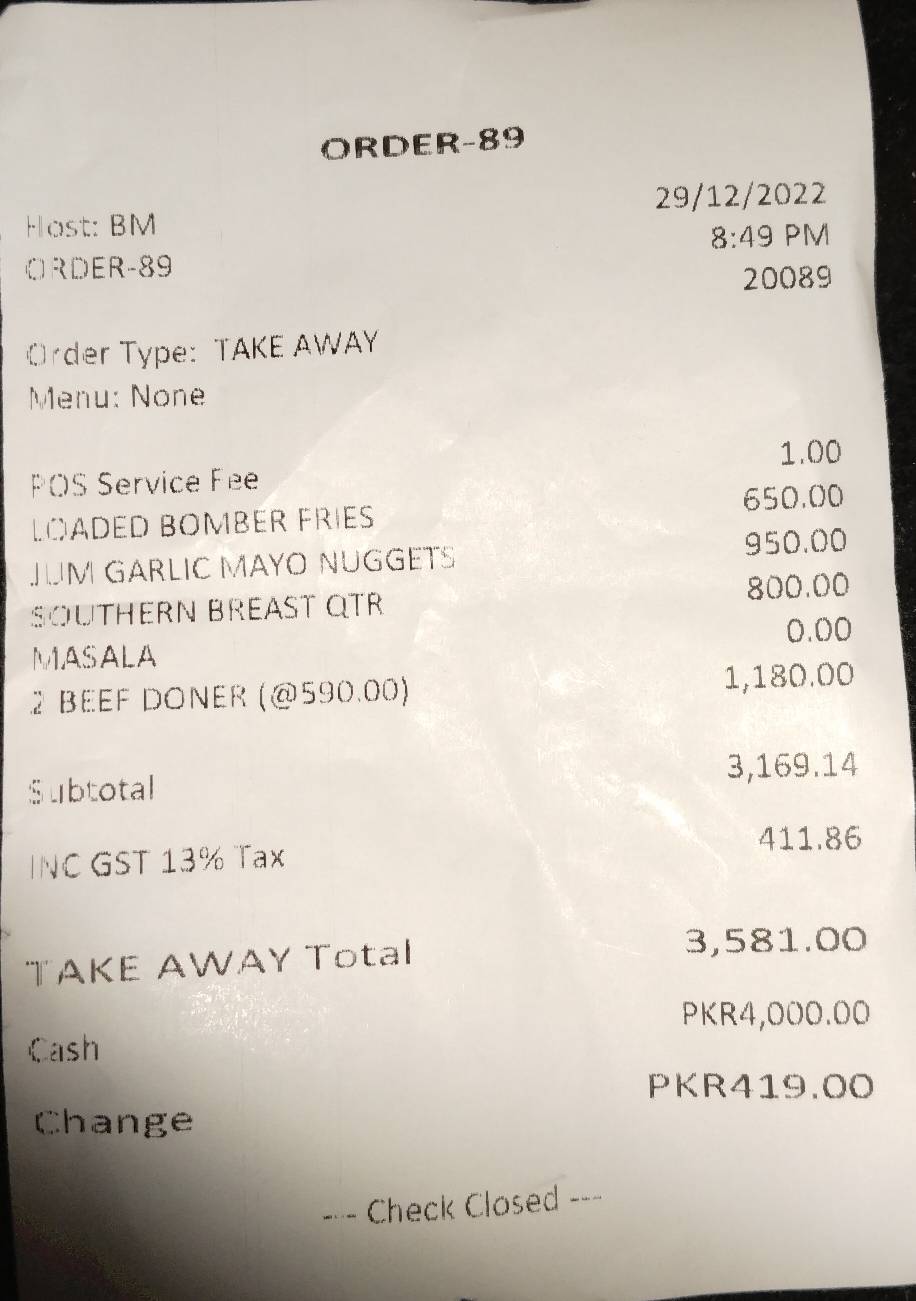 ORDER-89
29/12/2022
Host: BM
8:49 PM
ORDER-89
20089
Order Type: TAKE AWAY
Menu: None
POS Service Fee 1.00
LOADED BOMBER FRIES 650.00
JUM GARLIC MAYO NUGGETS 950.00
SOUTHERN BREAST QTR 800.00
MASALA 0.00
2 BEEF DONER (@590.00) 1,180.00
Subtotal 3,169.14
INC GST 13% Tax 411.86
TAKE AWAY Total 3,581.00
Cash PKR4,000.00
Change PKR419.00
--- Check Closed ---